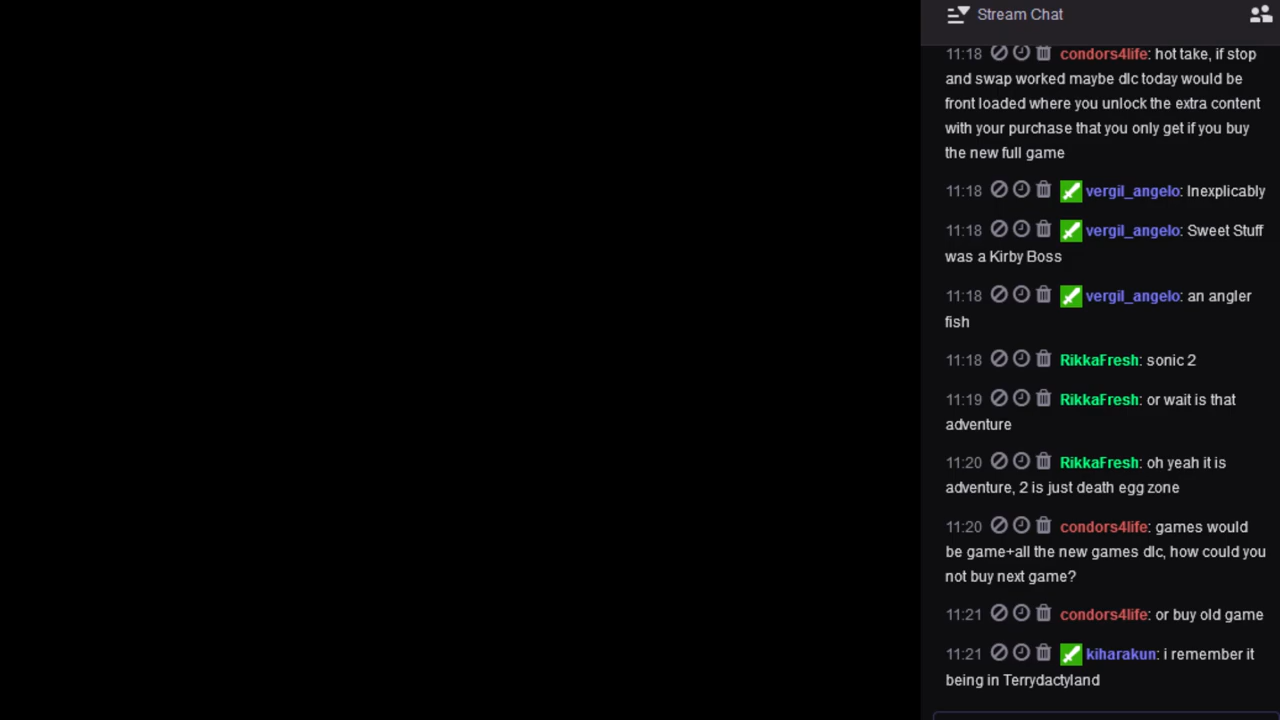 Stream Chat
11:18 condors4life: hot take, if stop
and swap worked maybe dlc today would be
front loaded where you unlock the extra content
with your purchase that you only get if you buy
the new full game
11:18 vergil_angelo: Inexplicably
11:18 vergil_angelo: Sweet Stuff
was a Kirby Boss
11:18 vergil_angelo: an angler
fish
11:18 RikkaFresh: sonic 2
11:19 RikkaFresh: or wait is that
adventure
11:20 RikkaFresh: oh yeah it is
adventure, 2 is just death egg zone
11:20 condors4life: games would
be game+all the new games dlc, how could you
not buy next game?
11:21 condors4life: or buy old game
11:21 kiharakun: i remember it
being in Terrydactyland